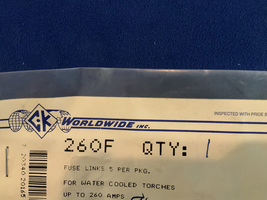 INSPECTED WITH PRIDE B
CK WORLDWIDE INC.
260F QTY: 1
FUSE LINKS 5 PER PKG.
FOR WATER COOLED TORCHES
UP TO 260 AMPS